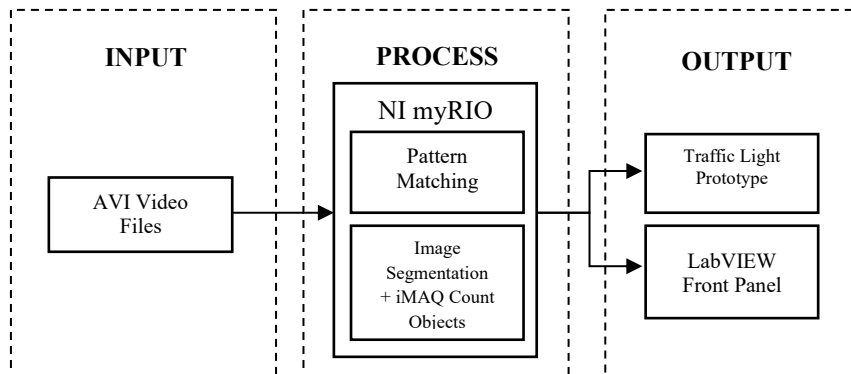 INPUT
AVI Video
Files
PROCESS
NI myRIO
Pattern
Matching
Image
Segmentation
+ iMAQ Count
Objects
OUTPUT
Traffic Light
Prototype
LabVIEW
Front Panel